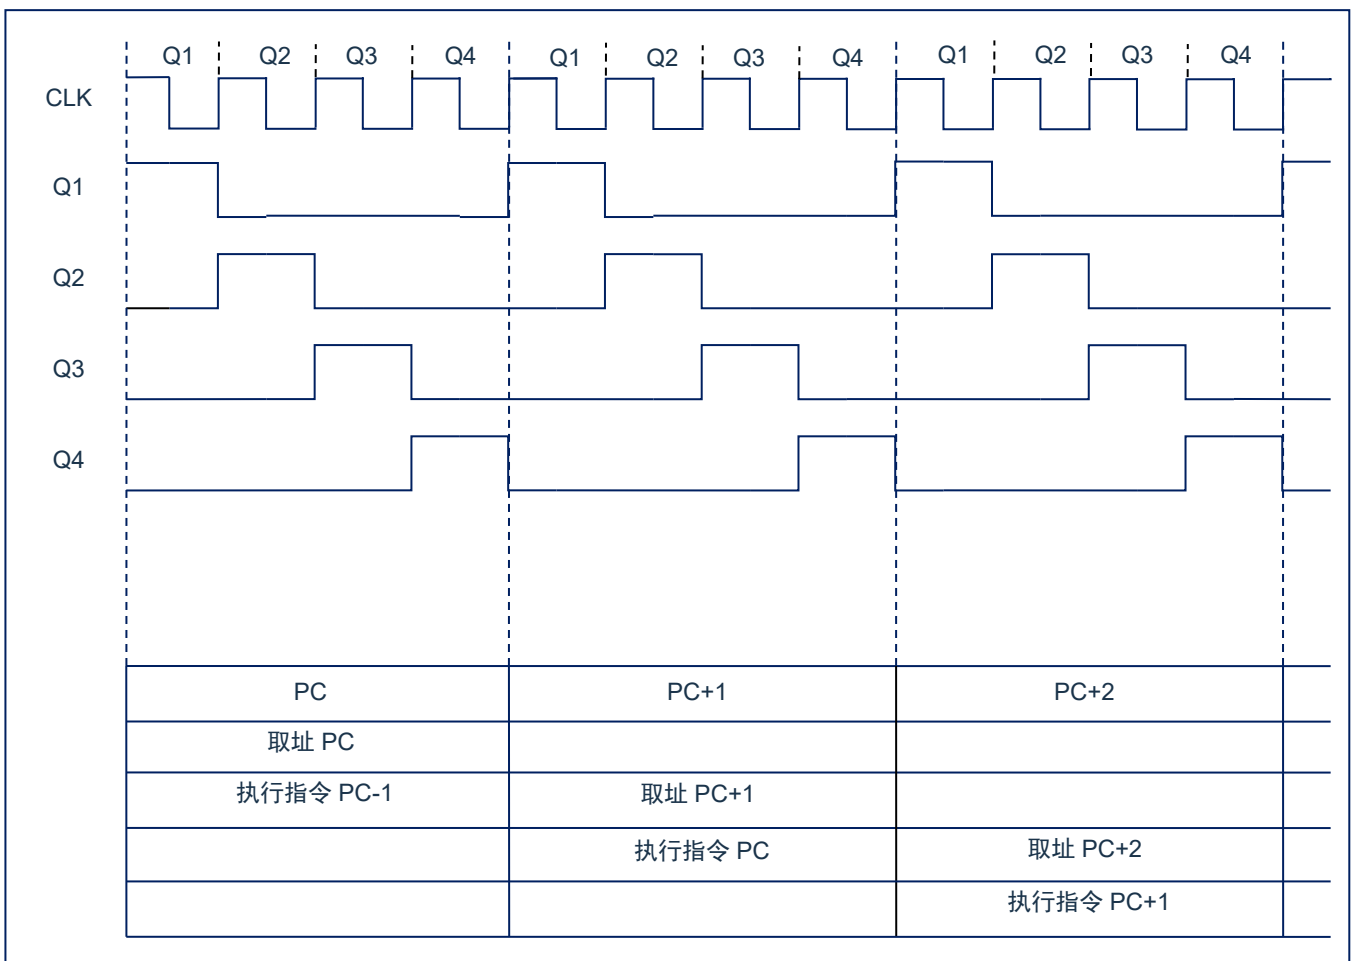 Q1 Q2 Q3 Q4 Q1 Q2 Q3 Q4 Q1 Q2 Q3 Q4
CLK
Q1
Q2
Q3
Q4
PC PC+1 PC+2
取址 PC
执行指令 PC-1 取址 PC+1
执行指令 PC 取址 PC+2
执行指令 PC+1